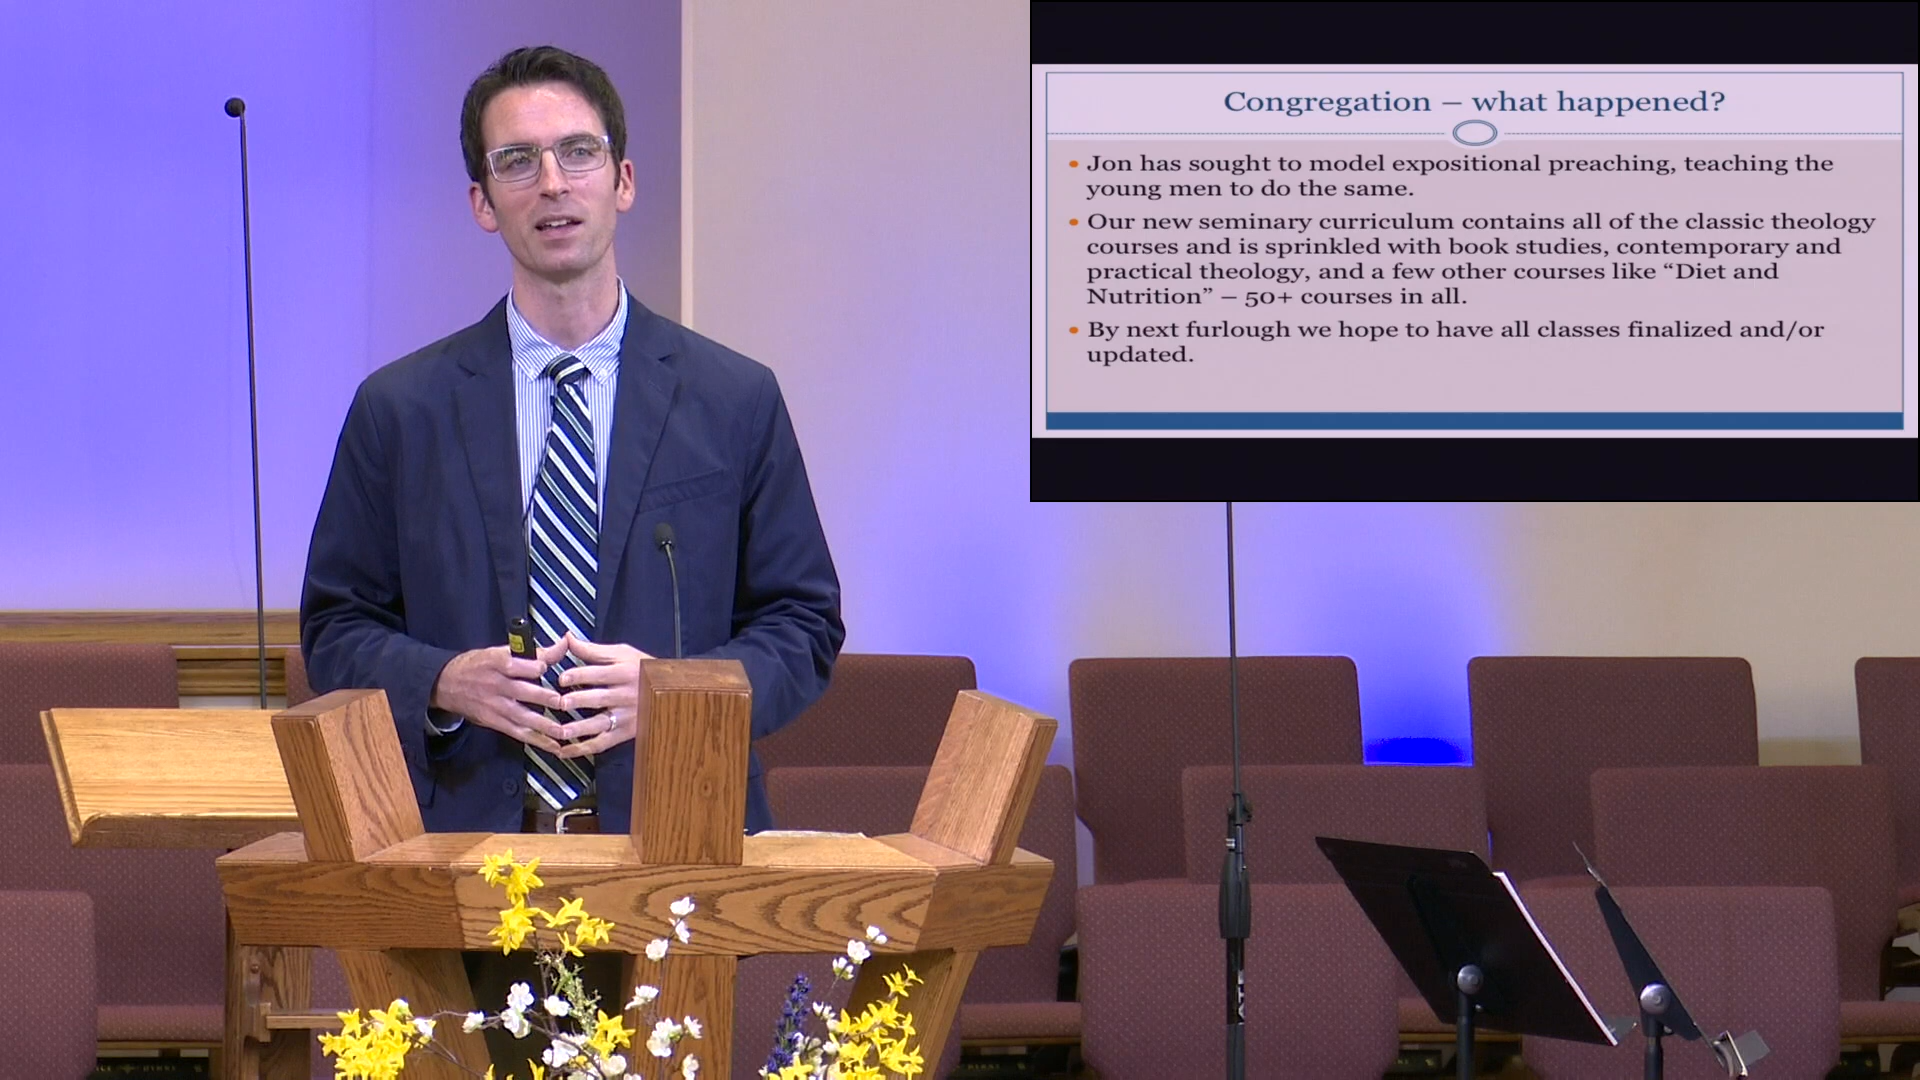 Congregation – what happened?
• Jon has sought to model expositional preaching, teaching the
young men to do the same.
• Our new seminary curriculum contains all of the classic theology
courses and is sprinkled with book studies, contemporary and
practical theology, and a few other courses like “Diet and
Nutrition” – 50+ courses in all.
• By next furlough we hope to have all classes finalized and/or
updated.